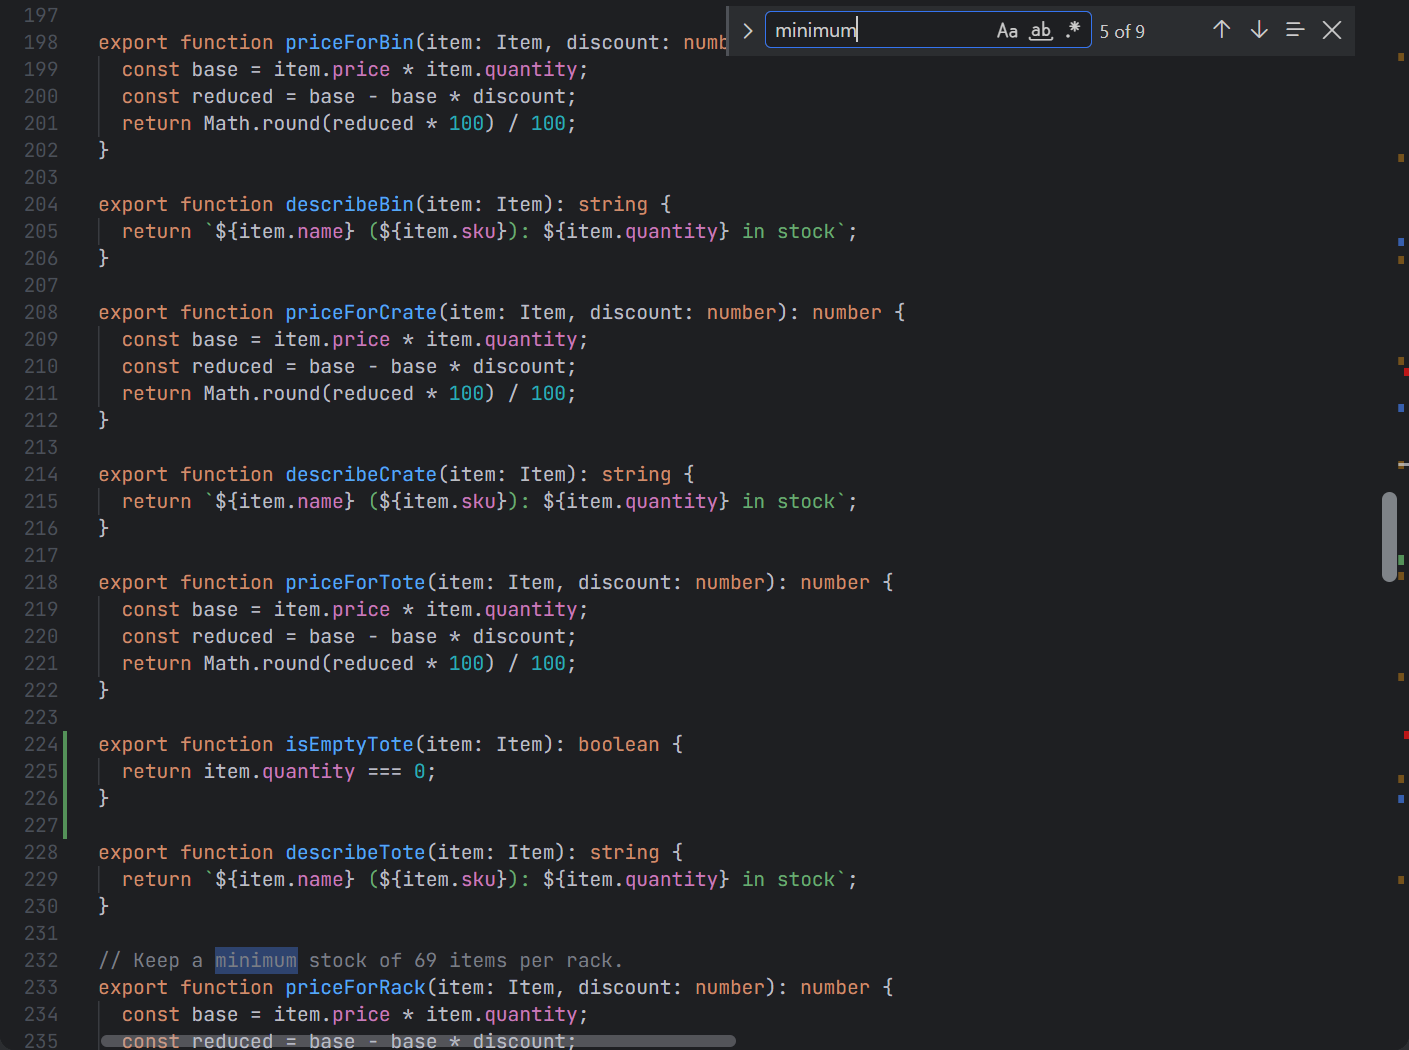 minimum Aa ab .* 5 of 9
197
198 export function priceForBin(item: Item, discount: numb
199   const base = item.price * item.quantity;
200   const reduced = base - base * discount;
201   return Math.round(reduced * 100) / 100;
202 }
203
204 export function describeBin(item: Item): string {
205   return `${item.name} (${item.sku}): ${item.quantity} in stock`;
206 }
207
208 export function priceForCrate(item: Item, discount: number): number {
209   const base = item.price * item.quantity;
210   const reduced = base - base * discount;
211   return Math.round(reduced * 100) / 100;
212 }
213
214 export function describeCrate(item: Item): string {
215   return `${item.name} (${item.sku}): ${item.quantity} in stock`;
216 }
217
218 export function priceForTote(item: Item, discount: number): number {
219   const base = item.price * item.quantity;
220   const reduced = base - base * discount;
221   return Math.round(reduced * 100) / 100;
222 }
223
224 export function isEmptyTote(item: Item): boolean {
225   return item.quantity === 0;
226 }
227
228 export function describeTote(item: Item): string {
229   return `${item.name} (${item.sku}): ${item.quantity} in stock`;
230 }
231
232 // Keep a minimum stock of 69 items per rack.
233 export function priceForRack(item: Item, discount: number): number {
234   const base = item.price * item.quantity;
235   const reduced = base - base * discount;